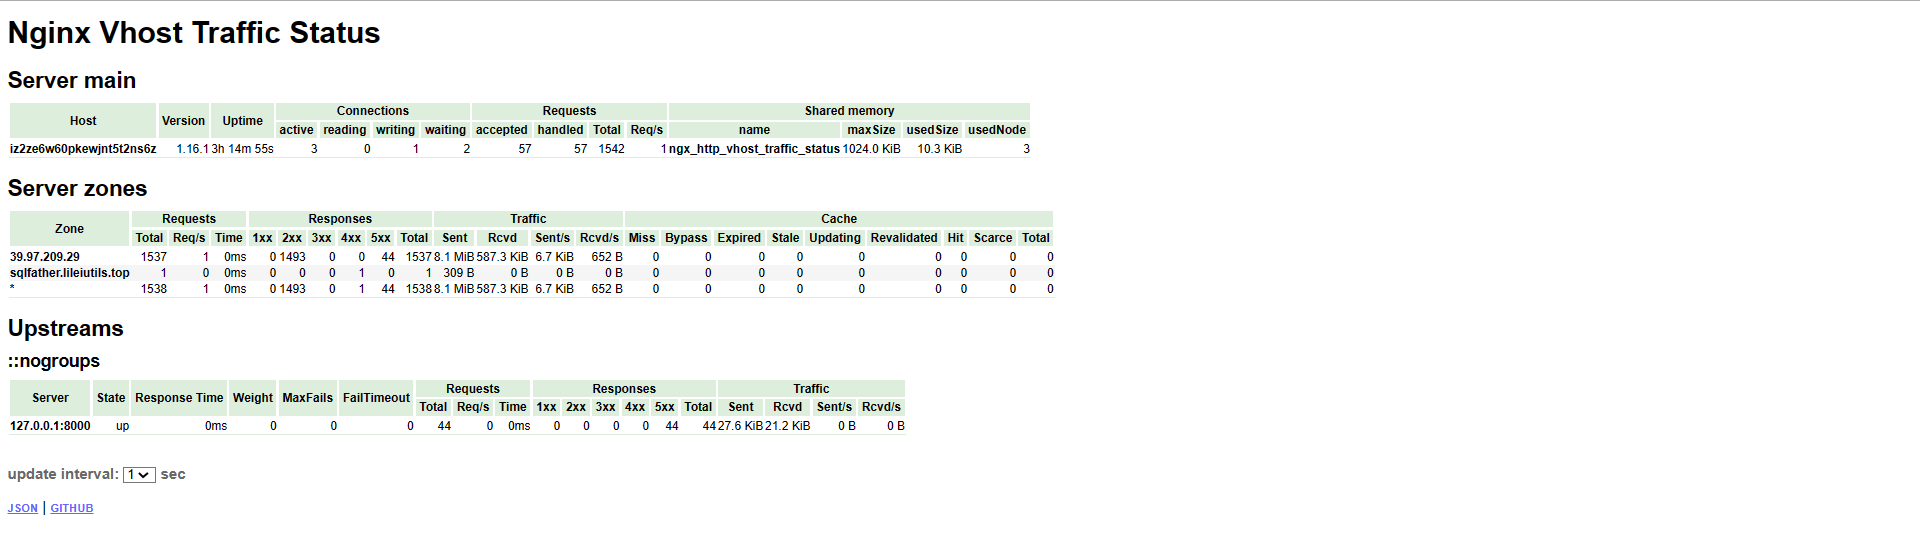 Nginx Vhost Traffic Status
Server main
Host Version Uptime Connections Requests Shared memory
active reading writing waiting accepted handled Total Req/s name maxSize usedSize usedNode
iz2ze6w60pkewjnt5t2ns6z 1.16.1 3h 14m 55s 3 0 1 2 57 57 1542 1 ngx_http_vhost_traffic_status 1024.0 KiB 10.3 KiB 3
Server zones
Zone Requests Responses Traffic Cache
Total Req/s Time 1xx 2xx 3xx 4xx 5xx Total Sent Rcvd Sent/s Rcvd/s Miss Bypass Expired Stale Updating Revalidated Hit Scarce Total
39.97.209.29 1537 1 0ms 0 1493 0 0 44 1537 8.1 MiB 587.3 KiB 6.7 KiB 652 B 0 0 0 0 0 0 0 0 0
sqlfather.lileiutils.top 1 0 0ms 0 0 0 1 0 1 309 B 0 B 0 B 0 B 0 0 0 0 0 0 0 0 0
* 1538 1 0ms 0 1493 0 1 44 1538 8.1 MiB 587.3 KiB 6.7 KiB 652 B 0 0 0 0 0 0 0 0 0
Upstreams
::nogroups
Server State Response Time Weight MaxFails FailTimeout Requests Responses Traffic
Total Req/s Time 1xx 2xx 3xx 4xx 5xx Total Sent Rcvd Sent/s Rcvd/s
127.0.0.1:8000 up 0ms 0 0 0 44 0 0ms 0 0 0 0 44 44 27.6 KiB 21.2 KiB 0 B 0 B
update interval: 1 sec
JSON | GITHUB